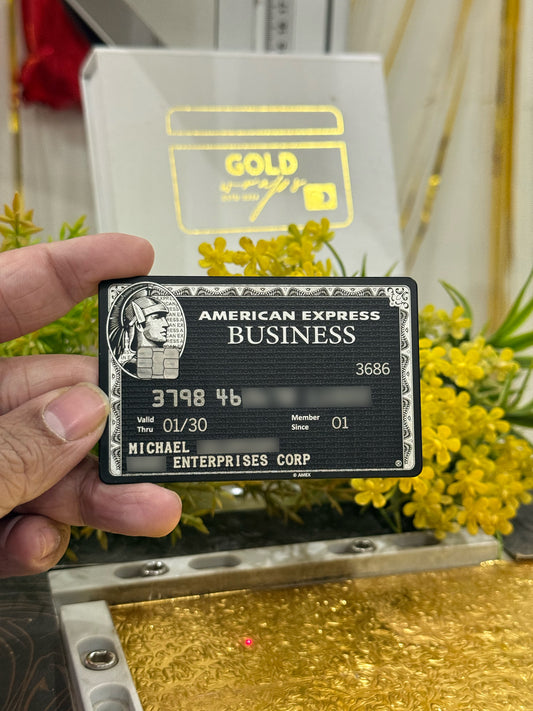 GOLD
AMERICAN EXPRESS
BUSINESS
3686
3798 46
Valid
Thru 01/30
Member
Since 01
MICHAEL
ENTERPRISES CORP
® 
© AMEX